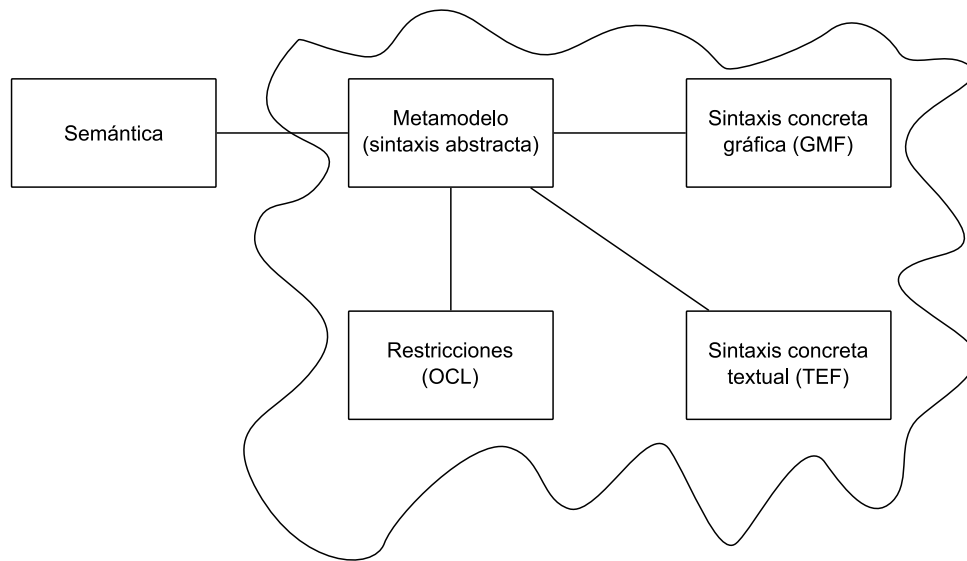 Semántica
Metamodelo
(sintaxis abstracta)
Sintaxis concreta
gráfica (GMF)
Restricciones
(OCL)
Sintaxis concreta
textual (TEF)